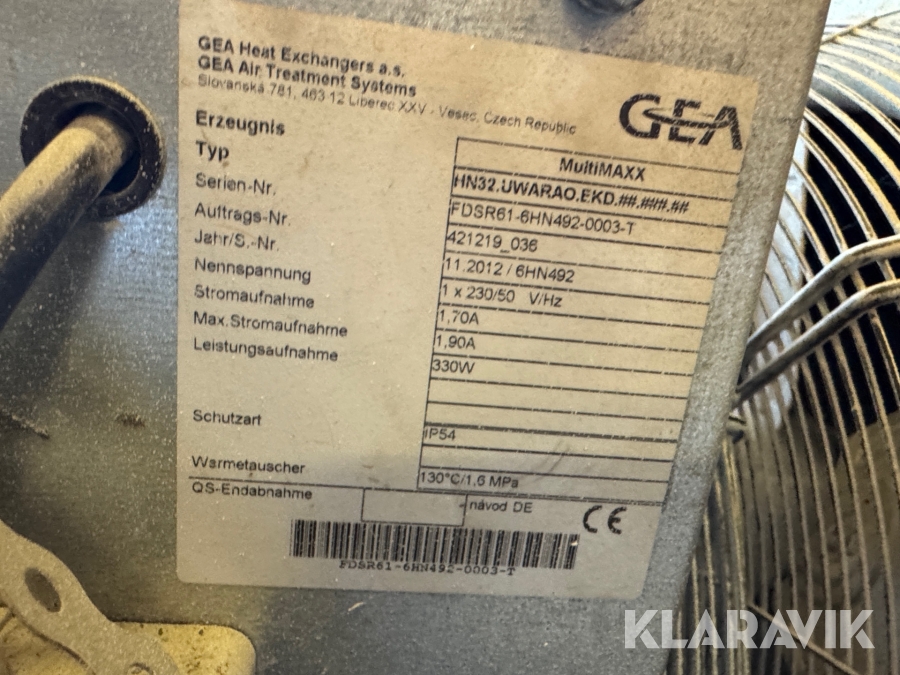 GEA Heat Exchangers a.s.
GEA Air Treatment Systems
Slovanská 781, 463 12 Liberec XXV - Vesec, Czech Republic
GEA
Erzeugnis MultiMAXX
Typ HN32.UWARAO.EKD.##.###.##
Serien-Nr. FDSR61-6HN492-0003-T
Auftrags-Nr. 421219_036
Jahr/S.-Nr. 11.2012 / 6HN492
Nennspannung 1 x 230/50 V/Hz
Stromaufnahme 1,70A
Max.Stromaufnahme 1,90A
Leistungsaufnahme 330W
Schutzart IP54
Warmetauscher 130°C/1,6 MPa
QS-Endabnahme - návod DE CE
FDSR61-6HN492-0003-T
KLARAVIK